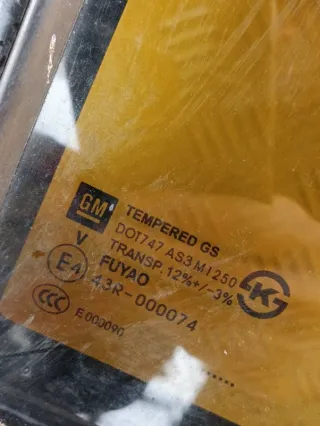 GM
TEMPERED GS
DOT747 AS3 M1250
TRANSP. 12%+/-3%
V
E4
FUYAO
43R-000074
CCC
E000090
K